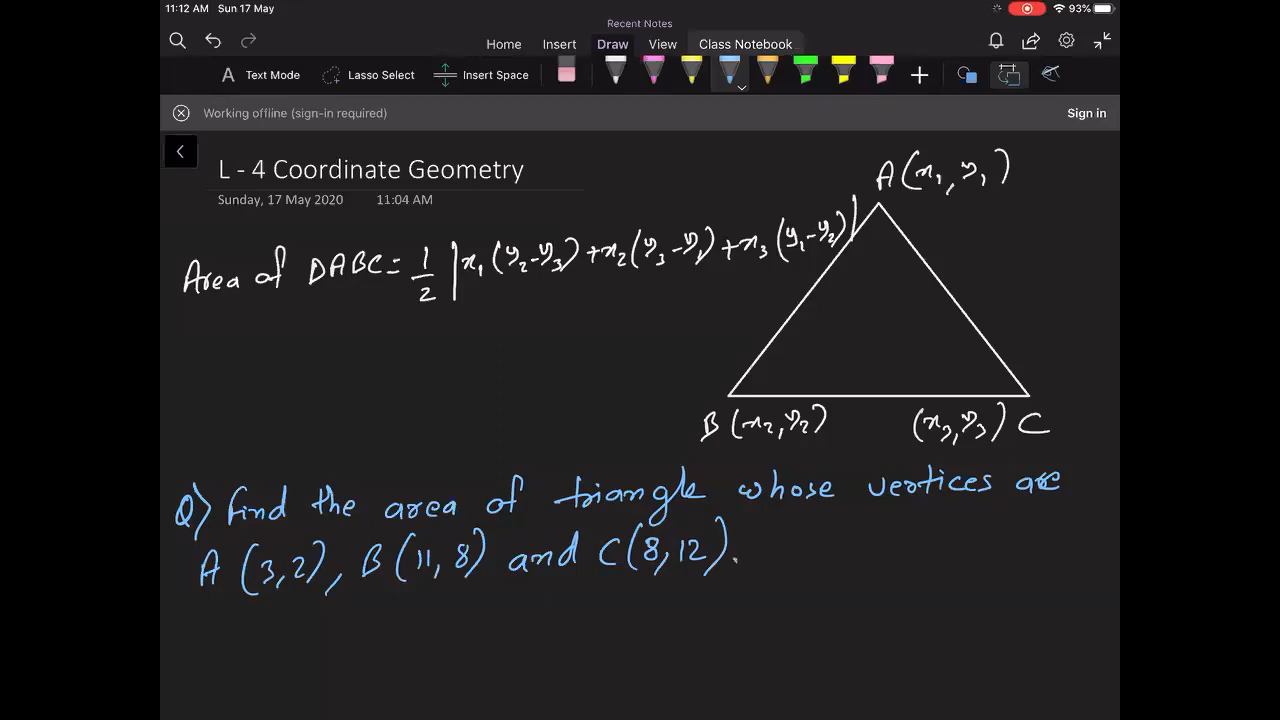 11:12 AM Sun 17 May
93%
Recent Notes
Home Insert Draw View Class Notebook
Text Mode Lasso Select Insert Space
Working offline (sign-in required) Sign in
L - 4 Coordinate Geometry
Sunday, 17 May 2020 11:04 AM
A(x₁, y₁)
Area of ΔABC = 1/2 |x₁(y₂-y₃)+x₂(y₃-y₁)+x₃(y₁-y₂)|
B(x₂,y₂) (x₃,y₃) C
Q) Find the area of triangle whose vertices are
A (3,2), B(11,8) and C(8,12).